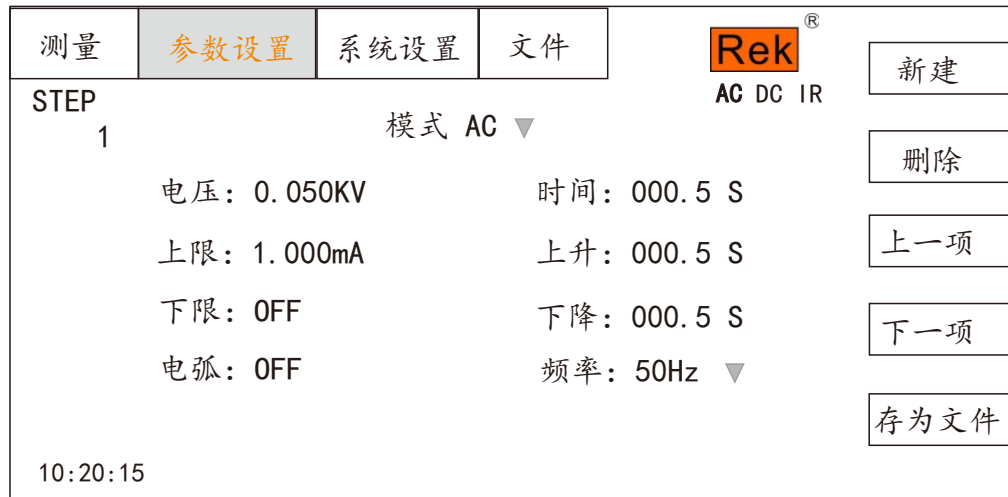 测量 参数设置 系统设置 文件 Rek®
AC DC IR
新建
STEP
1
模式 AC ▼
删除
电压：0.050KV 时间：000.5 S
上限：1.000mA 上升：000.5 S
上一项
下限：OFF 下降：000.5 S
下一项
电弧：OFF 频率：50Hz ▼
存为文件
10:20:15